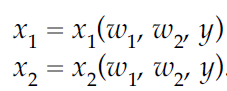 x₁ = x₁(w₁, w₂, y)
x₂ = x₂(w₁, w₂, y).